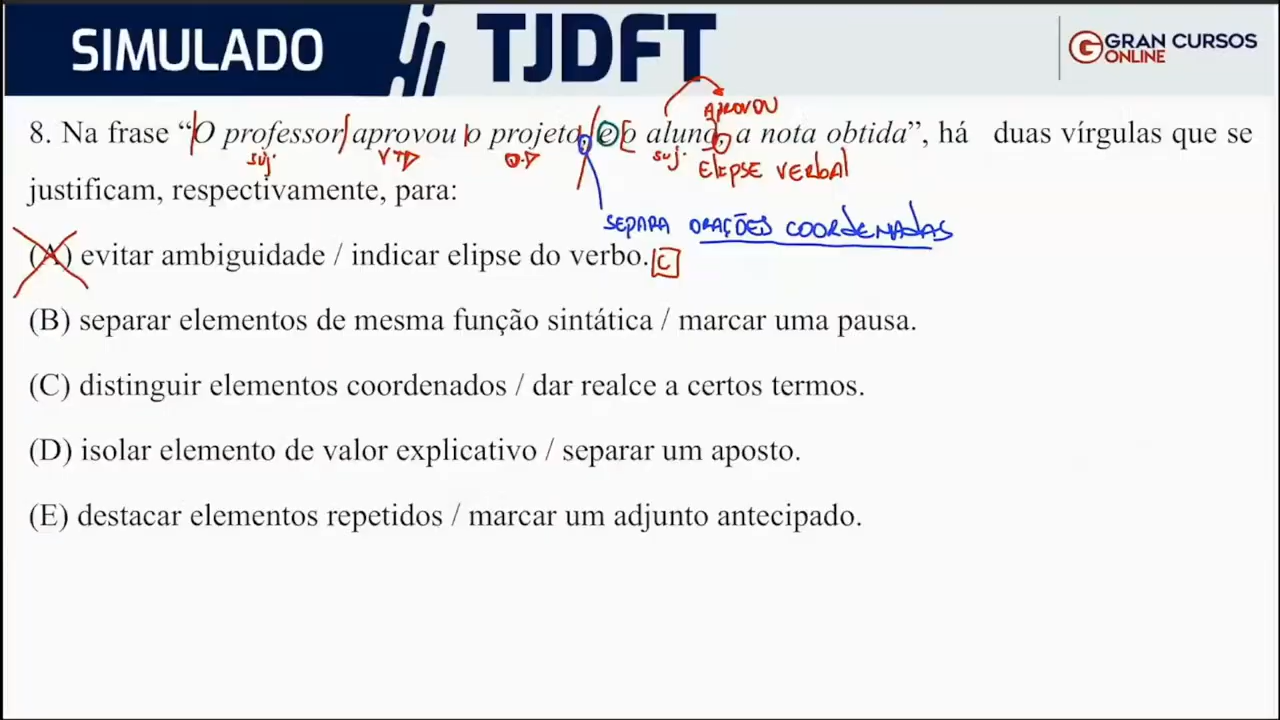 SIMULADO
TJDFT
GRAN CURSOS
ONLINE
APROVOU
8. Na frase “O professor aprovou o projeto, e o aluno, a nota obtida”, há duas vírgulas que se
suj. VTD O.D suj. ELIPSE VERBAL
justificam, respectivamente, para:
SEPARA ORAÇÕES COORDENADAS
(A) evitar ambiguidade / indicar elipse do verbo. C
(B) separar elementos de mesma função sintática / marcar uma pausa.
(C) distinguir elementos coordenados / dar realce a certos termos.
(D) isolar elemento de valor explicativo / separar um aposto.
(E) destacar elementos repetidos / marcar um adjunto antecipado.